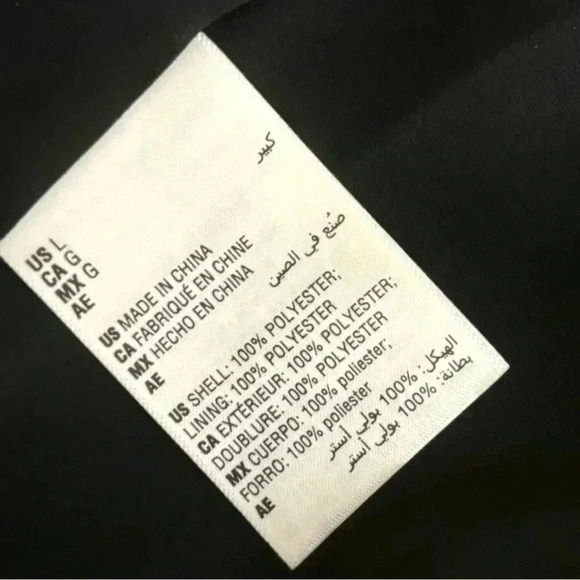 US L
CA G
MX G
AE كبير
US MADE IN CHINA
CA FABRIQUÉ EN CHINE
MX HECHO EN CHINA
AE صُنع في الصين
US SHELL: 100% POLYESTER;
LINING: 100% POLYESTER
CA EXTÉRIEUR: 100% POLYESTER;
DOUBLURE: 100% POLYESTER
MX CUERPO: 100% poliester;
FORRO: 100% poliester
AE الهيكل: 100% بولي أستر
بطانة: 100% بولي أستر